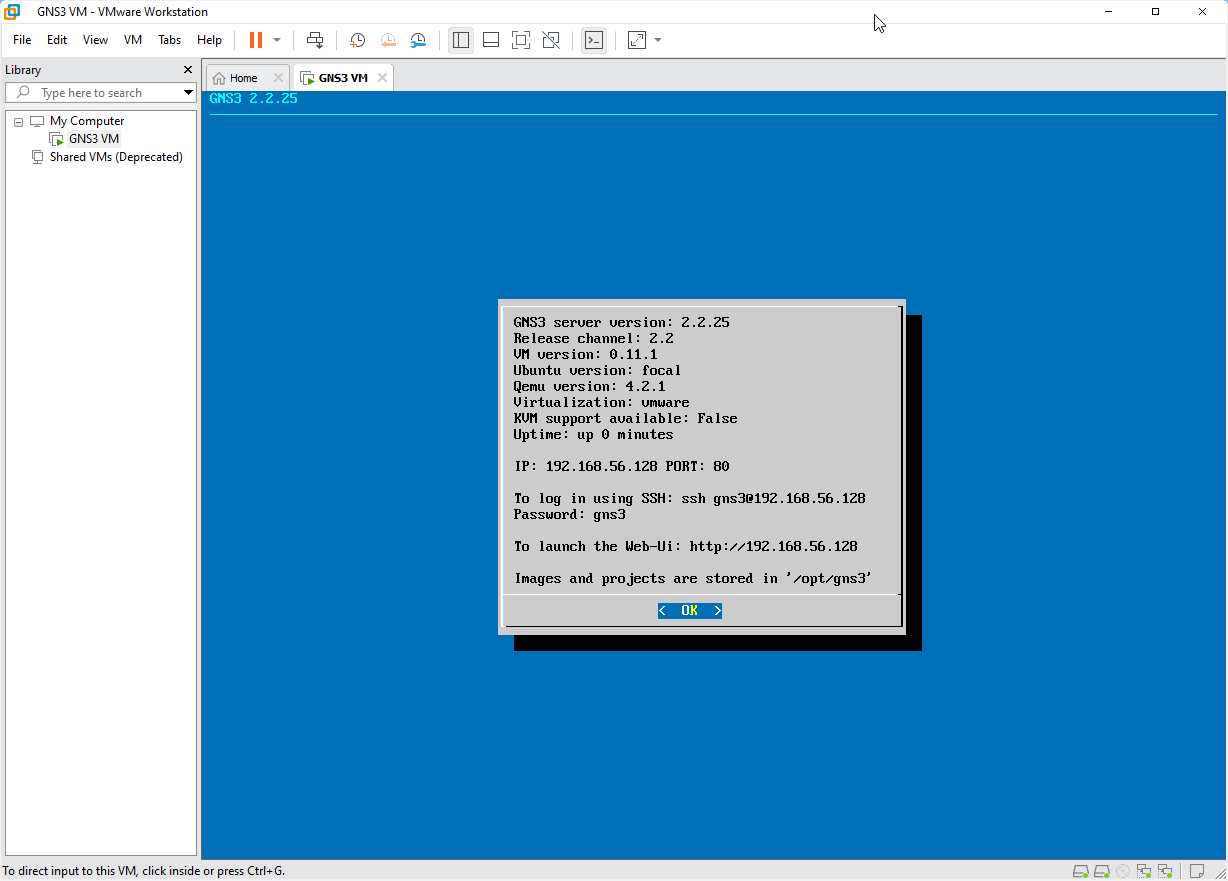 GNS3 VM - VMware Workstation
File Edit View VM Tabs Help
Library
Type here to search
My Computer
GNS3 VM
Shared VMs (Deprecated)
Home
GNS3 VM
GNS3 2.2.25
GNS3 server version: 2.2.25
Release channel: 2.2
VM version: 0.11.1
Ubuntu version: focal
Qemu version: 4.2.1
Virtualization: vmware
KVM support available: False
Uptime: up 0 minutes
IP: 192.168.56.128 PORT: 80
To log in using SSH: ssh gns3@192.168.56.128
Password: gns3
To launch the Web-Ui: http://192.168.56.128
Images and projects are stored in '/opt/gns3'
< OK >
To direct input to this VM, click inside or press Ctrl+G.